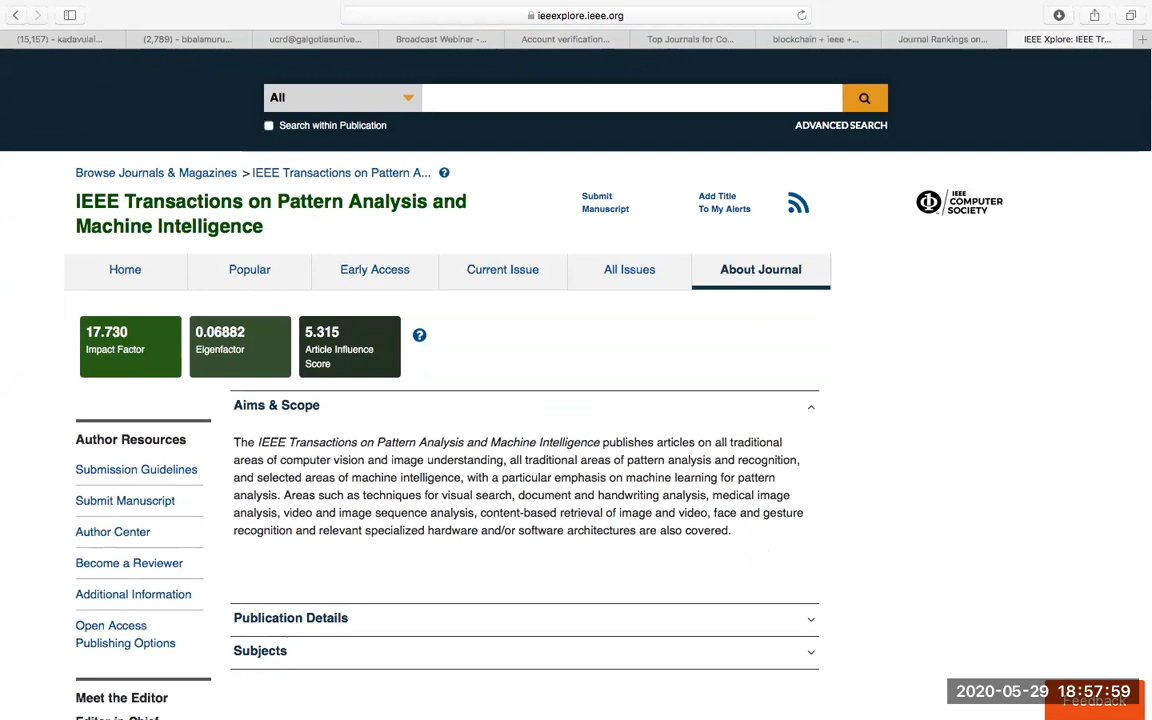 ieeexplore.ieee.org
(15,157) - kadavulai...
(2,789) - bbalamuru...
ucrd@galgotiasunive...
Broadcast Webinar -...
Account verification...
Top Journals for Co...
blockchain + ieee +...
Journal Rankings on...
IEEE Xplore: IEEE Tr...
All
Search within Publication
ADVANCED SEARCH
Browse Journals & Magazines > IEEE Transactions on Pattern A...
IEEE Transactions on Pattern Analysis and
Machine Intelligence
Submit
Manuscript
Add Title
To My Alerts
IEEE
COMPUTER
SOCIETY
Home
Popular
Early Access
Current Issue
All Issues
About Journal
17.730
Impact Factor
0.06882
Eigenfactor
5.315
Article Influence
Score
Aims & Scope
The IEEE Transactions on Pattern Analysis and Machine Intelligence publishes articles on all traditional
areas of computer vision and image understanding, all traditional areas of pattern analysis and recognition,
and selected areas of machine intelligence, with a particular emphasis on machine learning for pattern
analysis. Areas such as techniques for visual search, document and handwriting analysis, medical image
analysis, video and image sequence analysis, content-based retrieval of image and video, face and gesture
recognition and relevant specialized hardware and/or software architectures are also covered.
Publication Details
Subjects
Author Resources
Submission Guidelines
Submit Manuscript
Author Center
Become a Reviewer
Additional Information
Open Access
Publishing Options
Meet the Editor
Editor-in-Chief
2020-05-29 18:57:59
Feedback